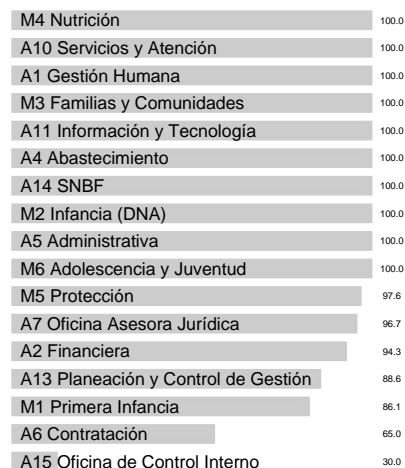 M4 Nutrición 100.0
A10 Servicios y Atención 100.0
A1 Gestión Humana 100.0
M3 Familias y Comunidades 100.0
A11 Información y Tecnología 100.0
A4 Abastecimiento 100.0
A14 SNBF 100.0
M2 Infancia (DNA) 100.0
A5 Administrativa 100.0
M6 Adolescencia y Juventud 100.0
M5 Protección 97.6
A7 Oficina Asesora Jurídica 96.7
A2 Financiera 94.3
A13 Planeación y Control de Gestión 88.6
M1 Primera Infancia 86.1
A6 Contratación 65.0
A15 Oficina de Control Interno 30.0